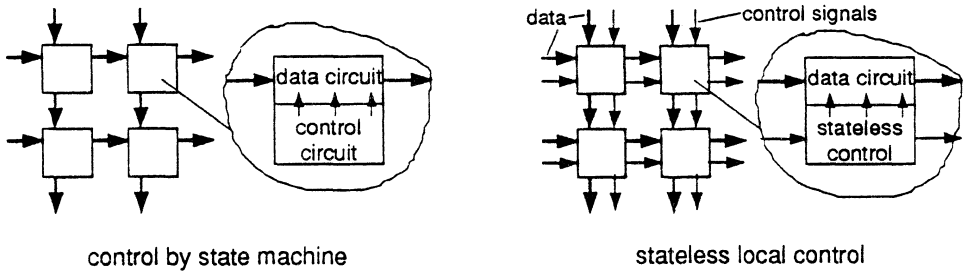 data circuit
control
circuit
control by state machine
data
control signals
data circuit
stateless
control
stateless local control